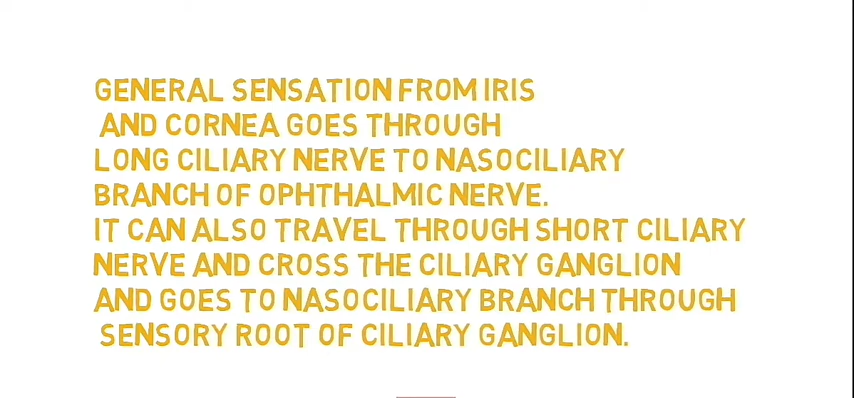 GENERAL SENSATION FROM IRIS
AND CORNEA GOES THROUGH
LONG CILIARY NERVE TO NASOCILIARY
BRANCH OF OPHTHALMIC NERVE.
IT CAN ALSO TRAVEL THROUGH SHORT CILIARY
NERVE AND CROSS THE CILIARY GANGLION
AND GOES TO NASOCILIARY BRANCH THROUGH
SENSORY ROOT OF CILIARY GANGLION.